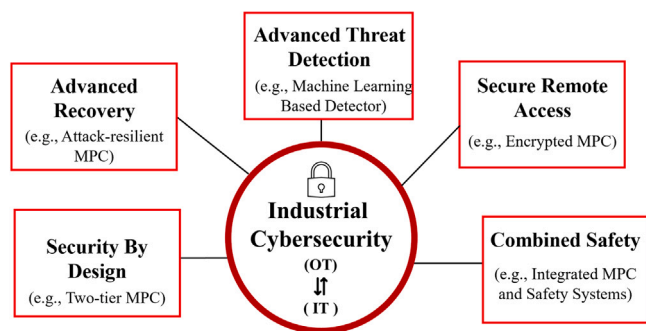 Advanced Threat
Detection
(e.g., Machine Learning
Based Detector)
Advanced
Recovery
(e.g., Attack-resilient
MPC)
Secure Remote
Access
(e.g., Encrypted MPC)
Industrial
Cybersecurity
(OT)
( IT )
Security By
Design
(e.g., Two-tier MPC)
Combined Safety
(e.g., Integrated MPC
and Safety Systems)